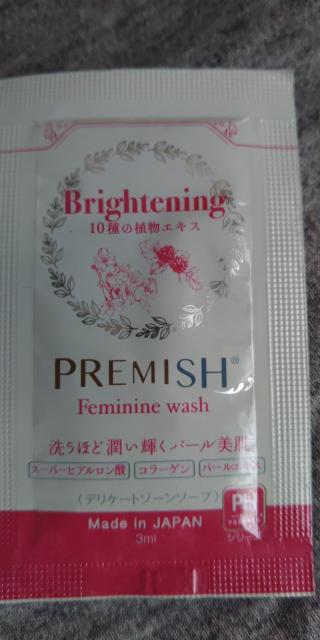 Brightening
10種の植物エキス
PREMISH®
Feminine wash
洗うほど潤い輝くパール美肌
スーパーヒアルロン酸 コラーゲン パールエキス
〈デリケートゾーンソープ〉
PH
Made in JAPAN
3ml